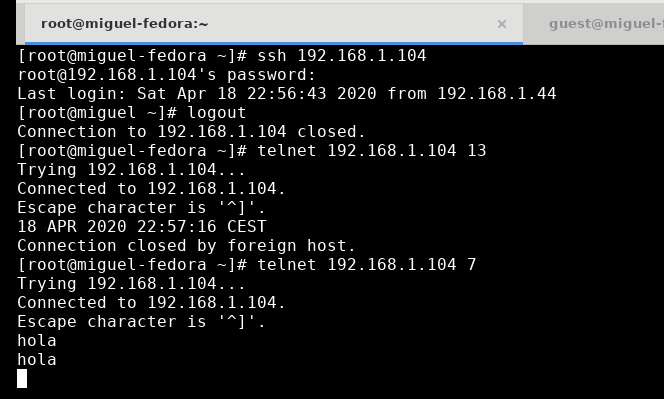 root@miguel-fedora:~ × guest@miguel-f
[root@miguel-fedora ~]# ssh 192.168.1.104
root@192.168.1.104's password:
Last login: Sat Apr 18 22:56:43 2020 from 192.168.1.44
[root@miguel ~]# logout
Connection to 192.168.1.104 closed.
[root@miguel-fedora ~]# telnet 192.168.1.104 13
Trying 192.168.1.104...
Connected to 192.168.1.104.
Escape character is '^]'.
18 APR 2020 22:57:16 CEST
Connection closed by foreign host.
[root@miguel-fedora ~]# telnet 192.168.1.104 7
Trying 192.168.1.104...
Connected to 192.168.1.104.
Escape character is '^]'.
hola
hola